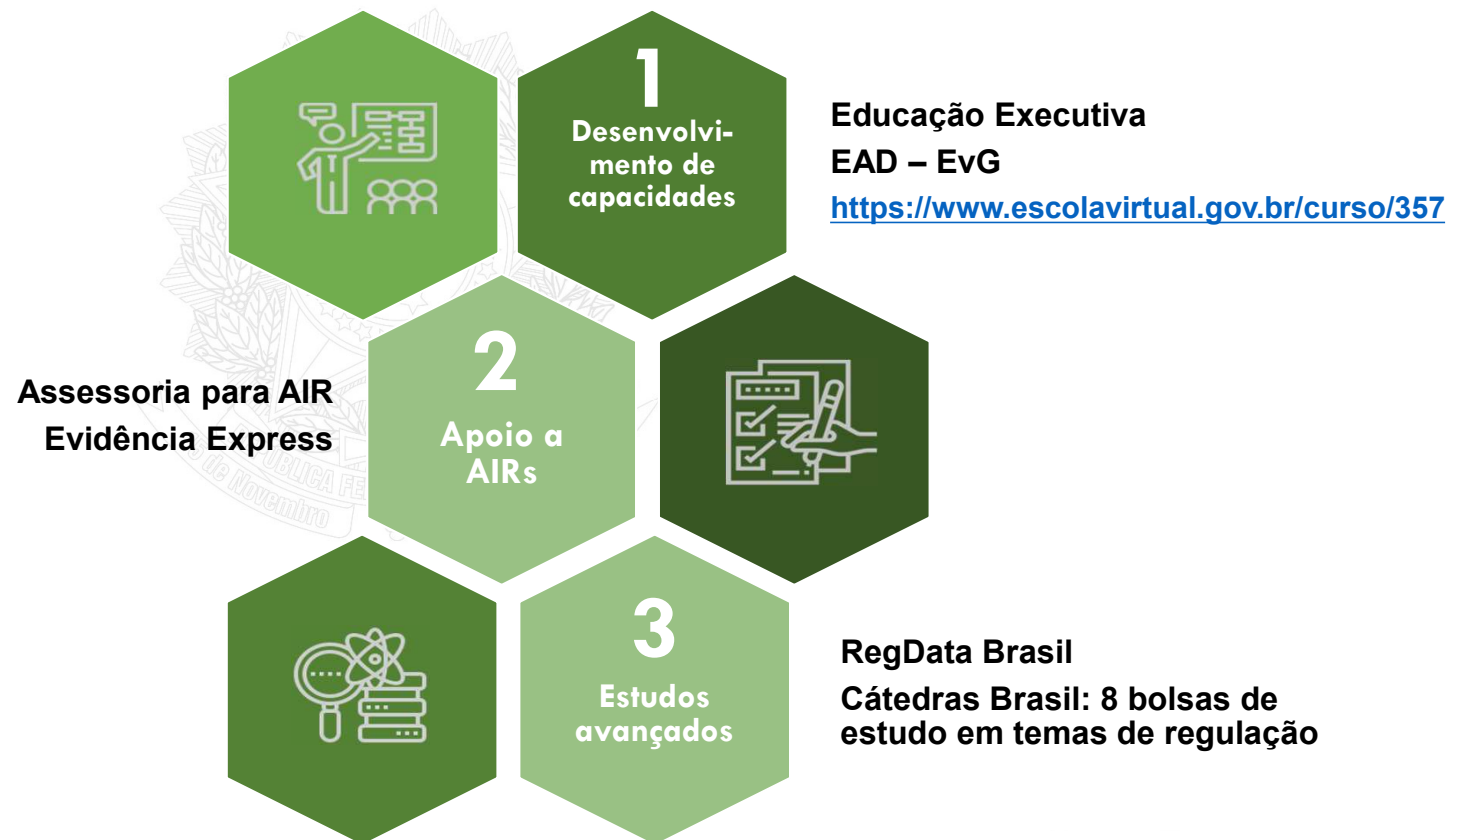 1
Desenvolvi-
mento de
capacidades
Educação Executiva
EAD – EvG
https://www.escolavirtual.gov.br/curso/357
2
Apoio a
AIRs
Assessoria para AIR
Evidência Express
3
Estudos
avançados
RegData Brasil
Cátedras Brasil: 8 bolsas de
estudo em temas de regulação
de Novembro